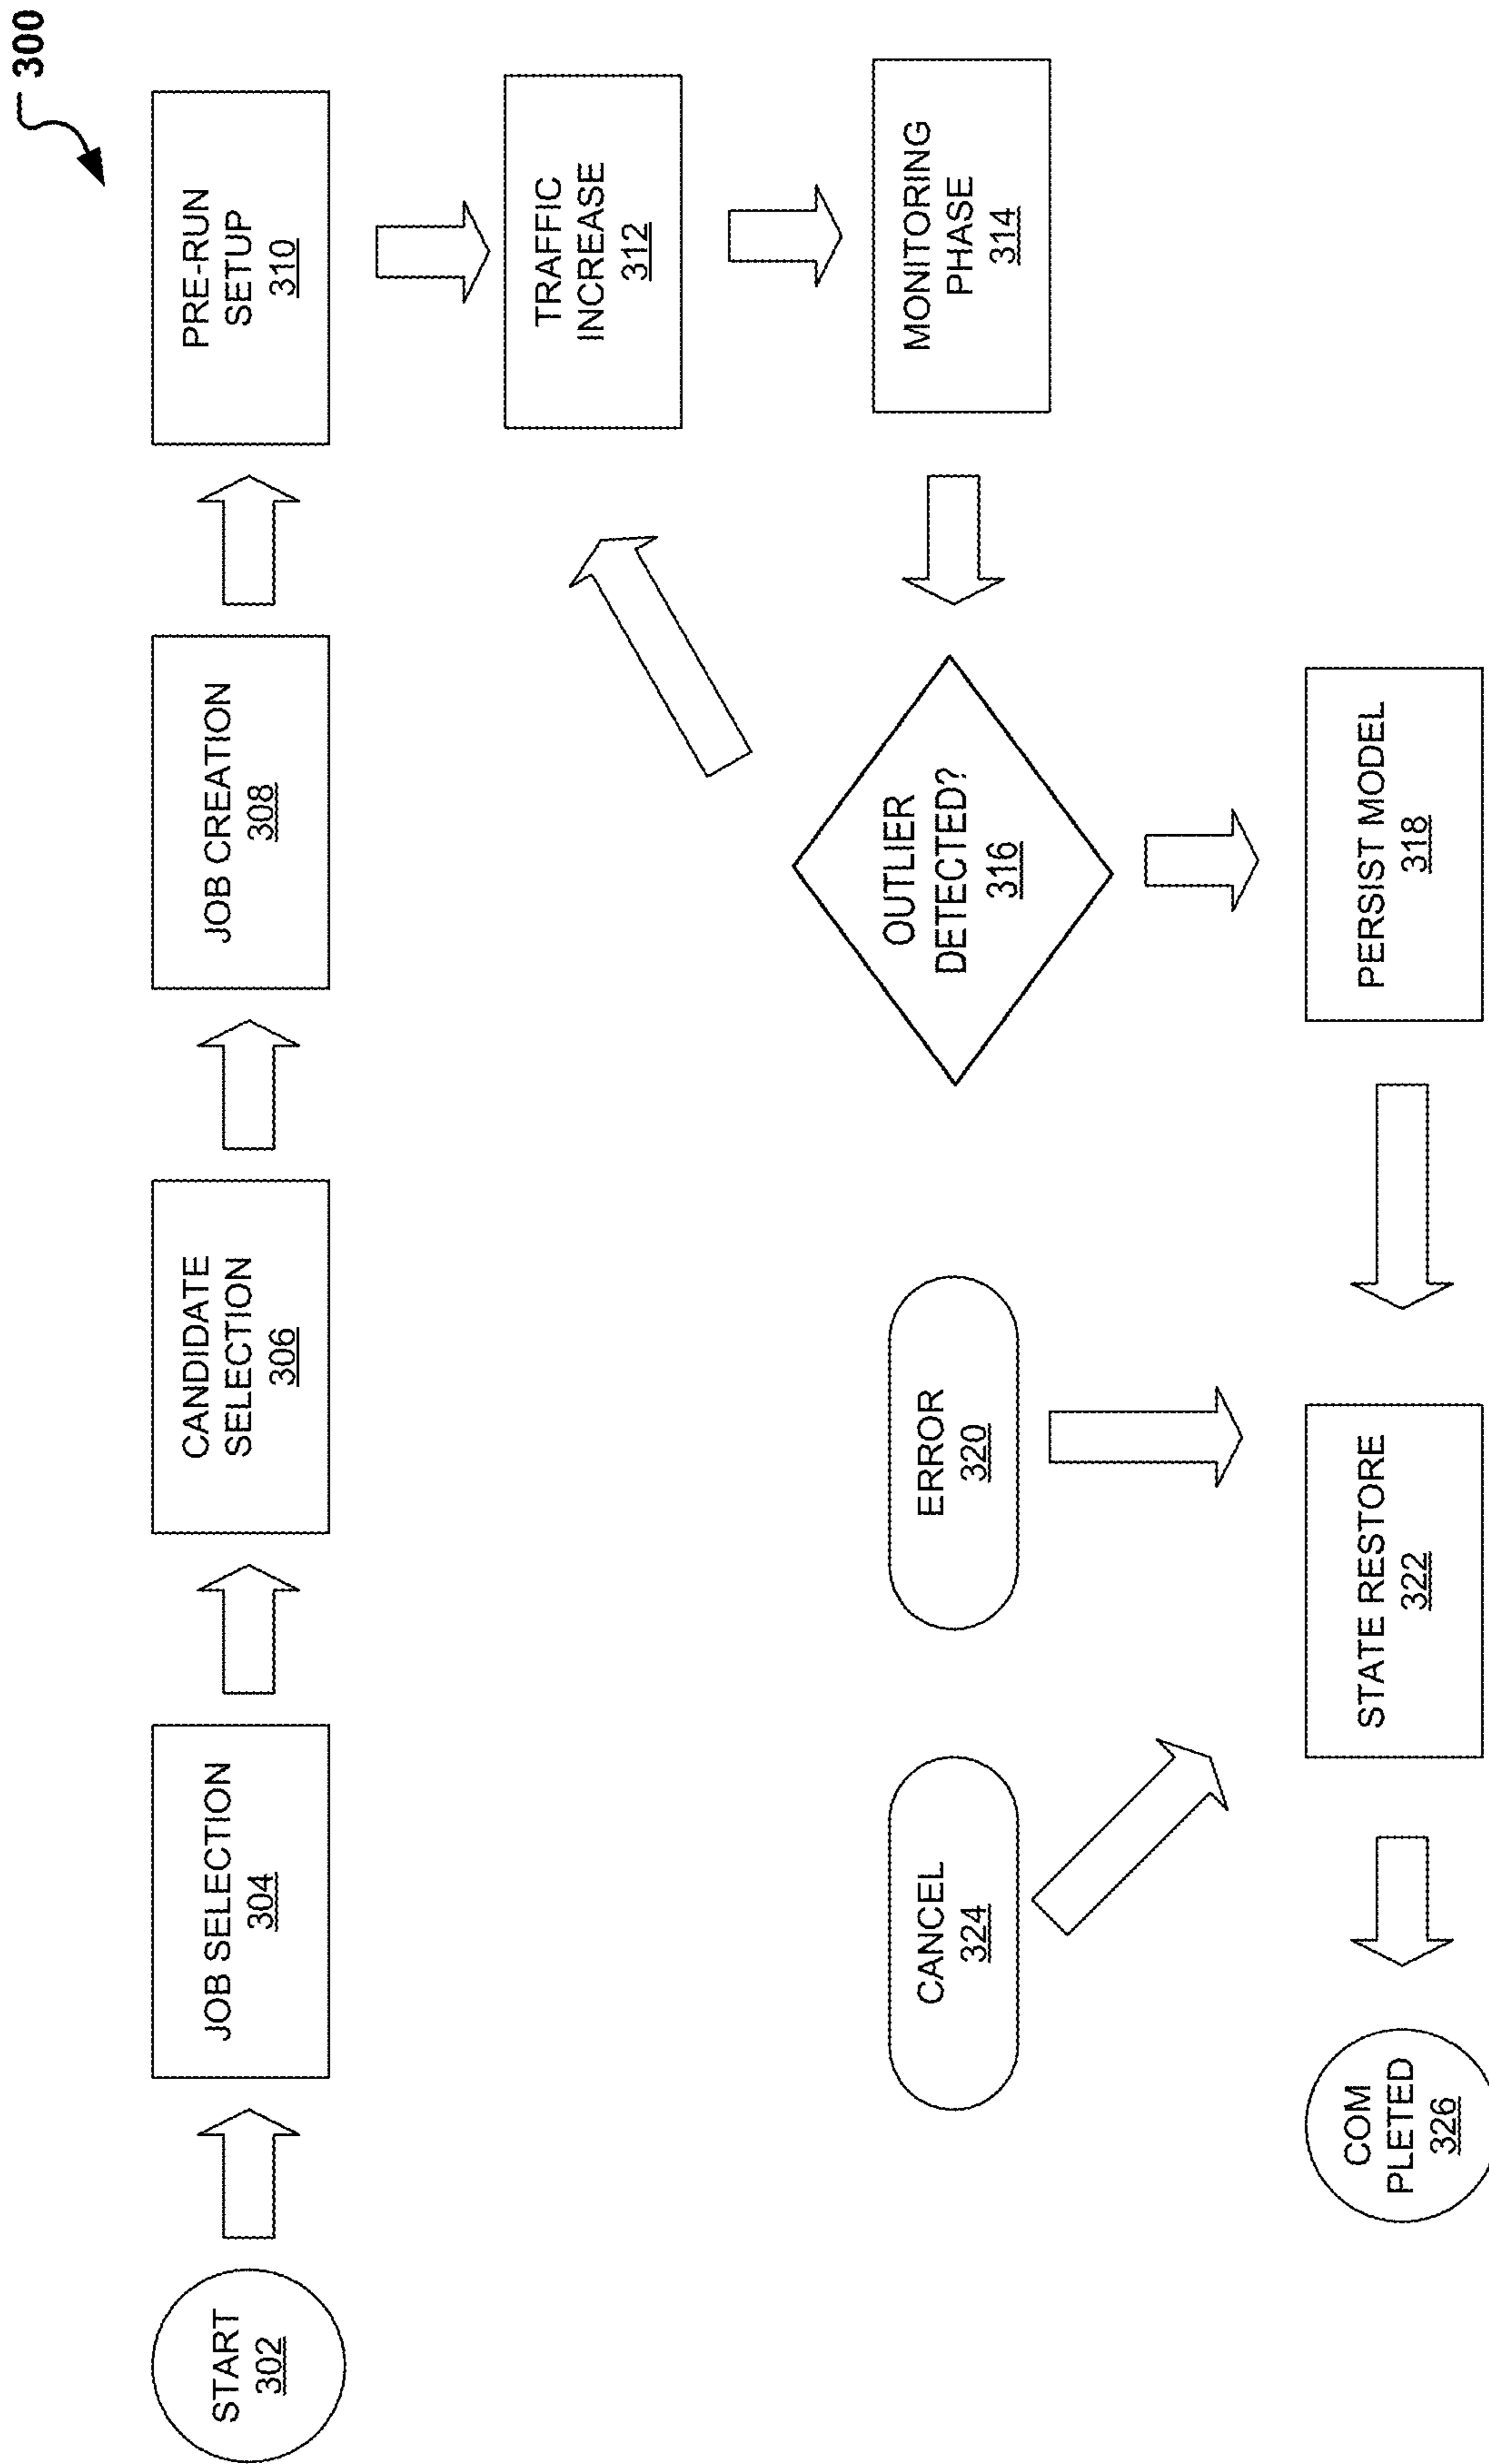 300
START
302
JOB SELECTION
304
CANDIDATE
SELECTION
306
JOB CREATION
308
PRE-RUN
SETUP
310
TRAFFIC
INCREASE
312
MONITORING
PHASE
314
OUTLIER
DETECTED?
316
CANCEL
324
ERROR
320
COM
PLETED
326
STATE RESTORE
322
PERSIST MODEL
318